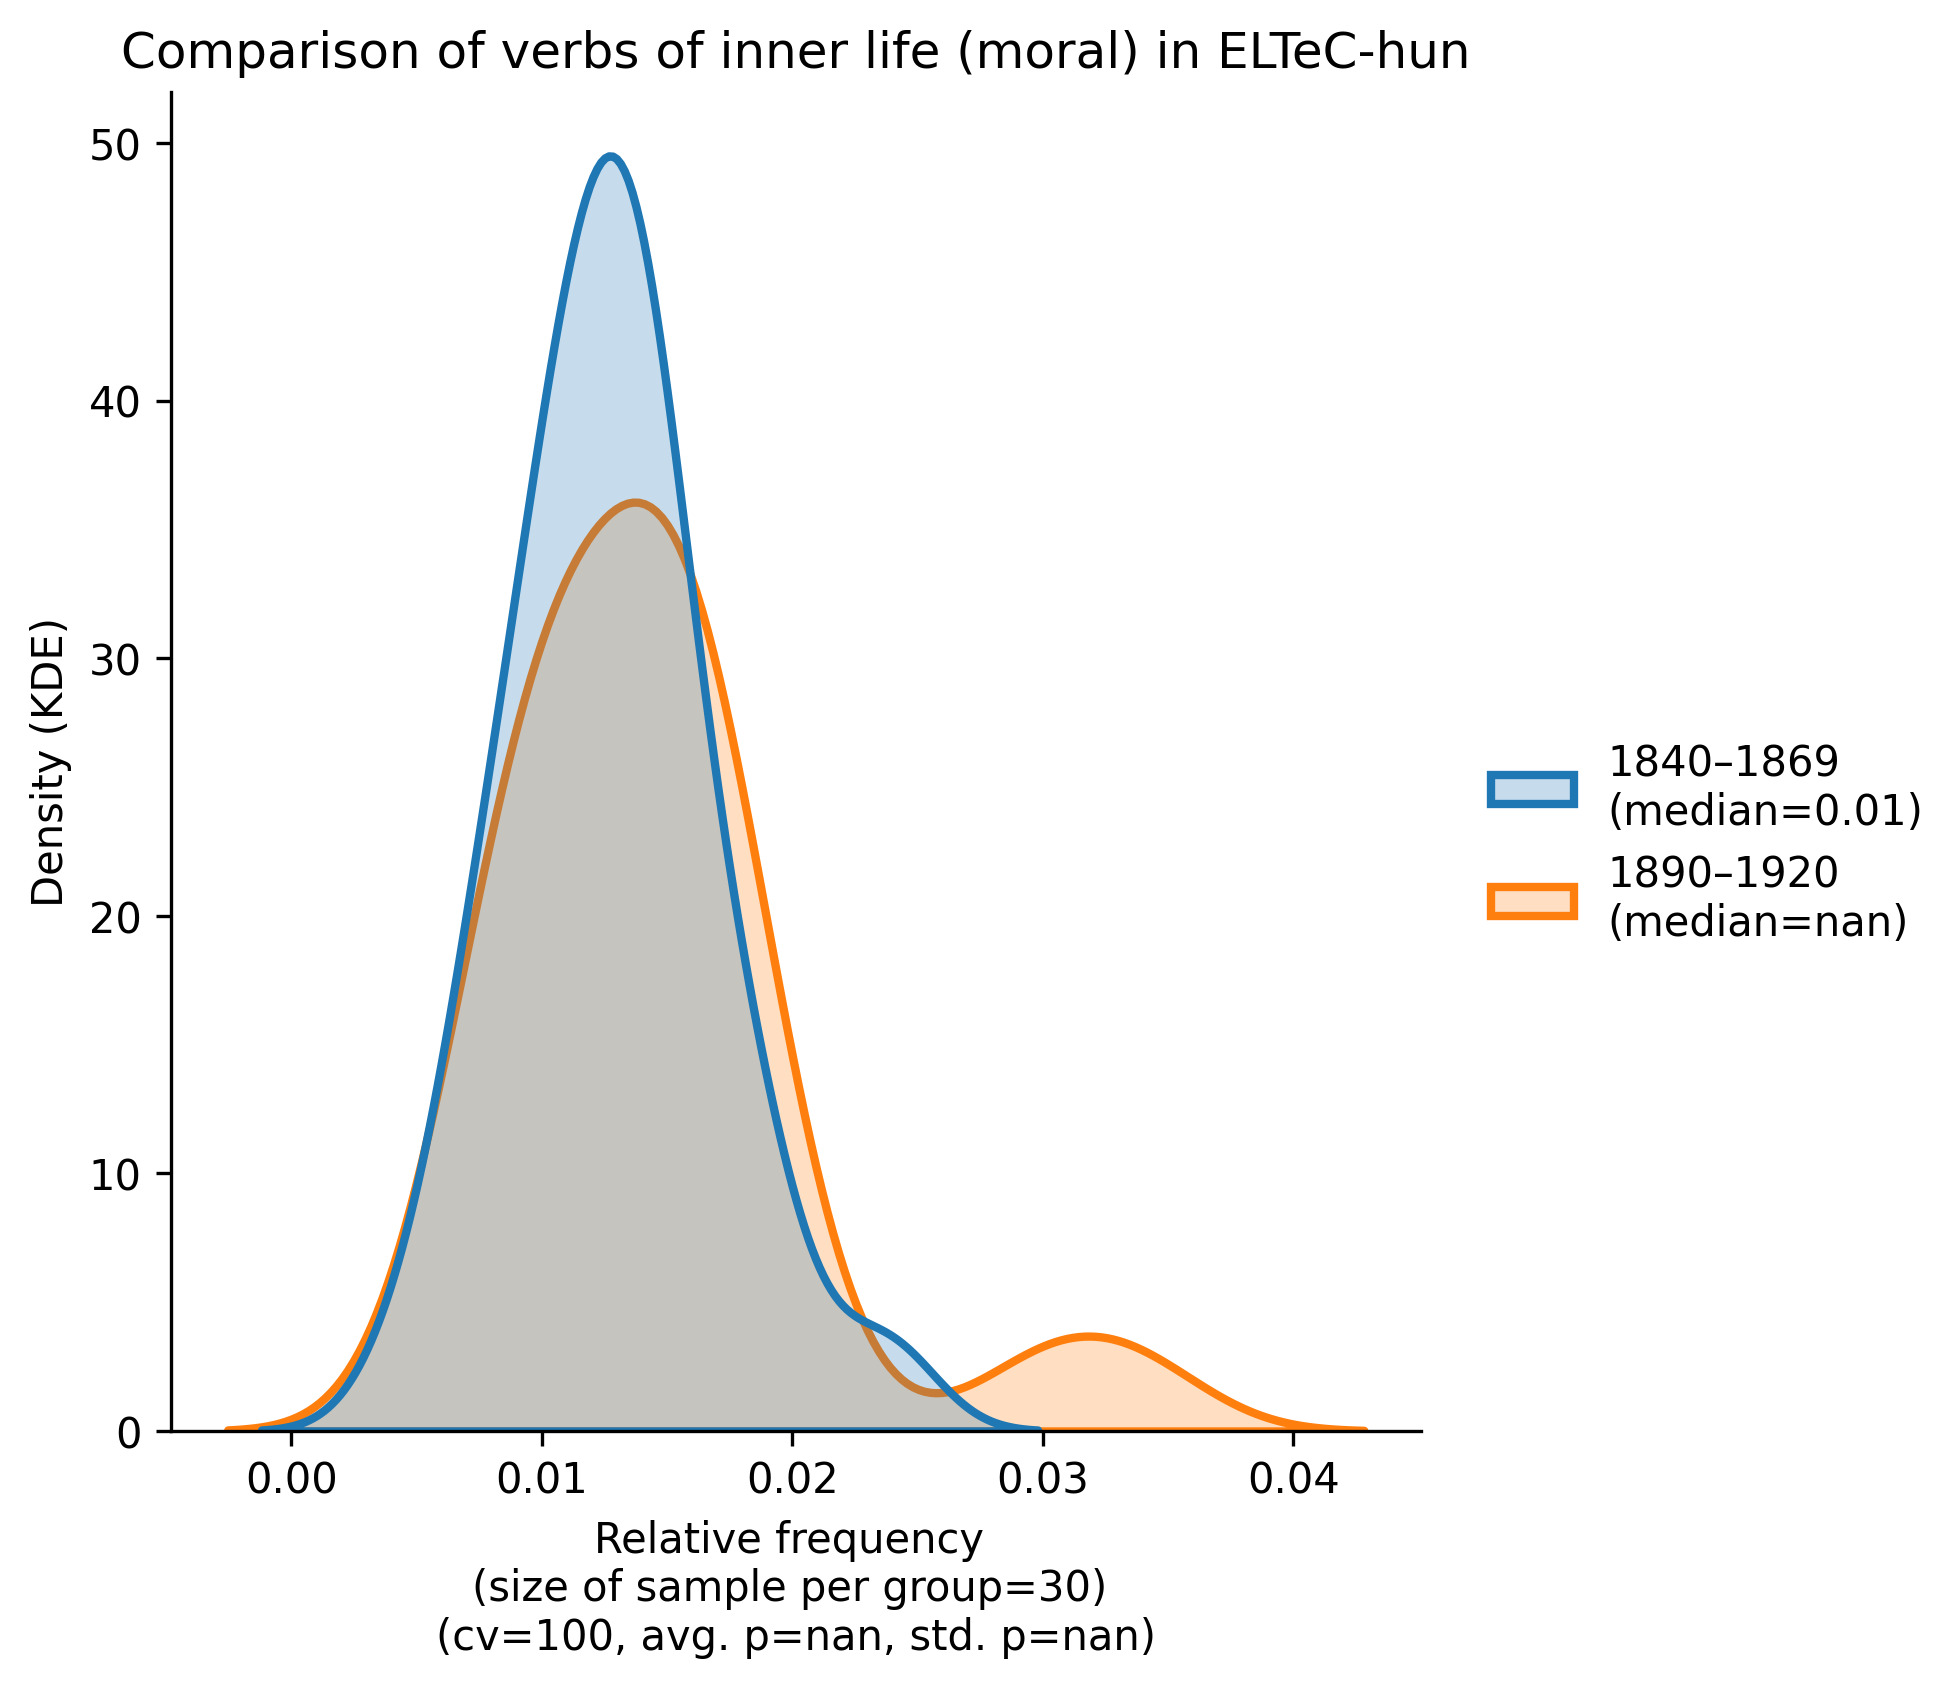 Comparison of verbs of inner life (moral) in ELTeC-hun
50
40
30
20
10
0
Density (KDE)
0.00
0.01
0.02
0.03
0.04
Relative frequency
(size of sample per group=30)
(cv=100, avg. p=nan, std. p=nan)
1840–1869
(median=0.01)
1890–1920
(median=nan)